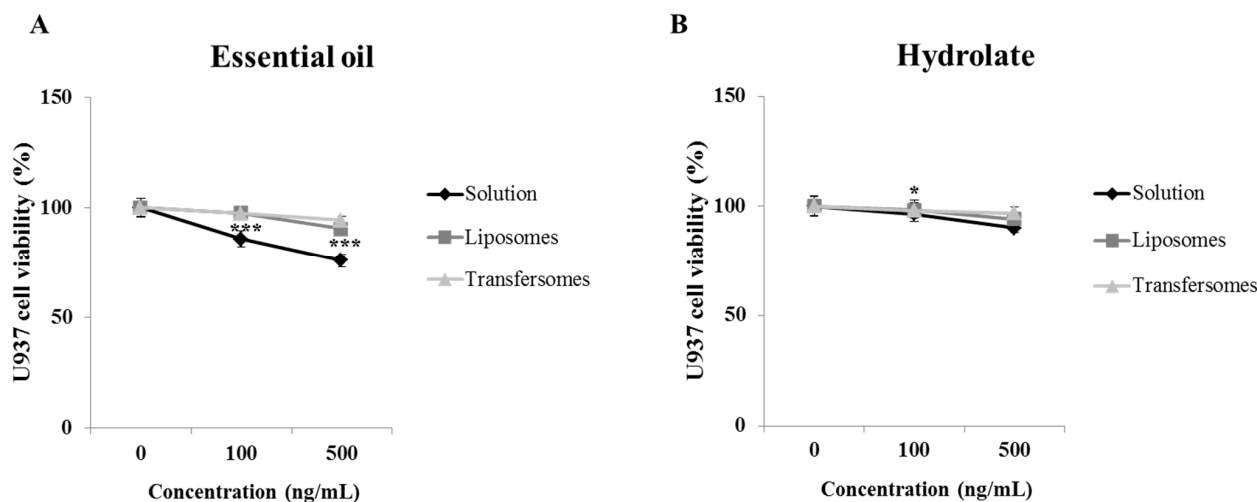 A
Essential oil
U937 cell viability (%)
150
100
50
0
***
***
0 100 500
Concentration (ng/mL)
Solution
Liposomes
Transfersomes
B
Hydrolate
U937 cell viability (%)
150
100
50
0
*
0 100 500
Concentration (ng/mL)
Solution
Liposomes
Transfersomes